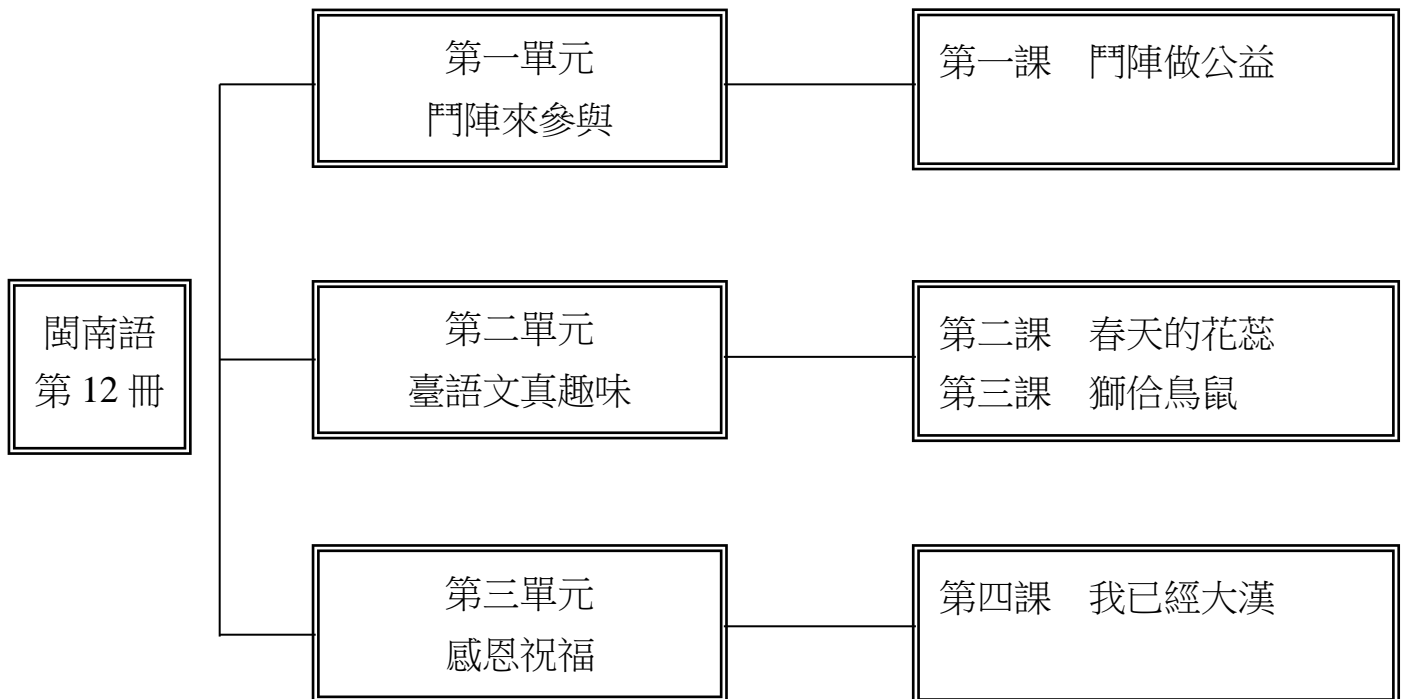 閩南語
第 12 冊
第一單元
鬥陣來參與
第一課　鬥陣做公益
第二單元
臺語文真趣味
第二課　春天的花蕊
第三課　獅佮鳥鼠
第三單元
感恩祝福
第四課　我已經大漢